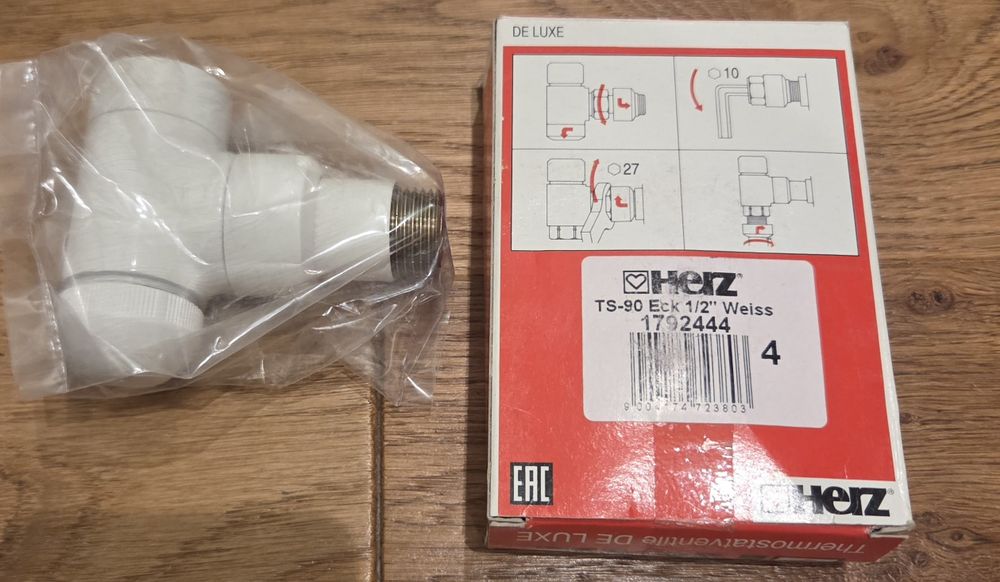 DE LUXE
10
27
HERZ®
TS-90 Eck 1/2" Weiss
1792444
4
EAC
HERZ®
Thermostatventile DE LUXE